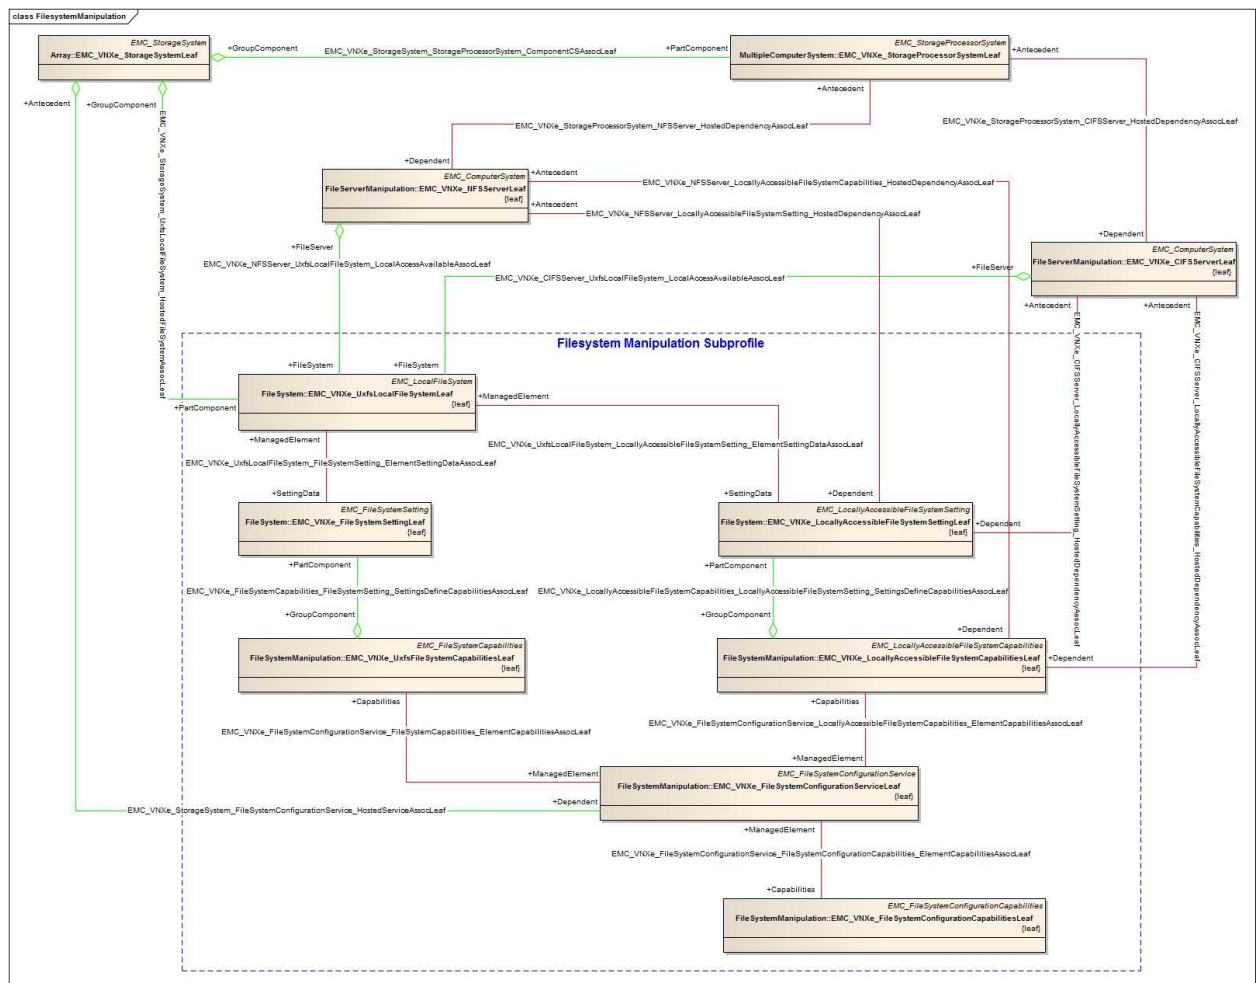 class FilesystemManipulation
EMC_StorageSystem
Array::EMC_VNXe_StorageSystemLeaf
+GroupComponent
EMC_VNXe_StorageSystem_StorageProcessorSystem_ComponentCSAssocLeaf
+PartComponent
EMC_StorageProcessorSystem
MultipleComputerSystem::EMC_VNXe_StorageProcessorSystemLeaf
+Antecedent
+Antecedent
+GroupComponent
+Antecedent
EMC_VNXe_StorageSystem_UxfsLocalFileSystem_HostedFileSystemAssocLeaf
EMC_VNXe_StorageProcessorSystem_NFSServer_HostedDependencyAssocLeaf
EMC_VNXe_StorageProcessorSystem_CIFSServer_HostedDependencyAssocLeaf
+Dependent
EMC_ComputerSystem
FileServerManipulation::EMC_VNXe_NFSServerLeaf
{leaf}
+Antecedent
EMC_VNXe_NFSServer_LocallyAccessibleFileSystemCapabilities_HostedDependencyAssocLeaf
+Antecedent
EMC_VNXe_NFSServer_LocallyAccessibleFileSystemSetting_HostedDependencyAssocLeaf
+Dependent
+FileServer
EMC_VNXe_NFSServer_UxfsLocalFileSystem_LocalAccessAvailableAssocLeaf
EMC_VNXe_CIFSServer_UxfsLocalFileSystem_LocalAccessAvailableAssocLeaf
+FileServer
EMC_ComputerSystem
FileServerManipulation::EMC_VNXe_CIFSServerLeaf
{leaf}
+Antecedent
+Antecedent
EMC_VNXe_CIFSServer_LocallyAccessibleFileSystemSetting_HostedDependencyAssocLeaf
EMC_VNXe_CIFSServer_LocallyAccessibleFileSystemCapabilities_HostedDependencyAssocLeaf
Filesystem Manipulation Subprofile
+FileSystem
+FileSystem
EMC_LocalFileSystem
FileSystem::EMC_VNXe_UxfsLocalFileSystemLeaf
{leaf}
+PartComponent
+ManagedElement
+ManagedElement
EMC_VNXe_UxfsLocalFileSystem_LocallyAccessibleFileSystemSetting_ElementSettingDataAssocLeaf
EMC_VNXe_UxfsLocalFileSystem_FileSystemSetting_ElementSettingDataAssocLeaf
+SettingData
+SettingData
+Dependent
EMC_FileSystemSetting
FileSystem::EMC_VNXe_FileSystemSettingLeaf
{leaf}
EMC_LocallyAccessibleFileSystemSetting
FileSystem::EMC_VNXe_LocallyAccessibleFileSystemSettingLeaf
{leaf}
+Dependent
+PartComponent
+PartComponent
EMC_VNXe_FileSystemCapabilities_FileSystemSetting_SettingsDefineCapabilitiesAssocLeaf
EMC_VNXe_LocallyAccessibleFileSystemCapabilities_LocallyAccessibleFileSystemSetting_SettingsDefineCapabilitiesAssocLeaf
+GroupComponent
+GroupComponent
+Dependent
EMC_FileSystemCapabilities
FileSystemManipulation::EMC_VNXe_UxfsFileSystemCapabilitiesLeaf
{leaf}
EMC_LocallyAccessibleFileSystemCapabilities
FileSystemManipulation::EMC_VNXe_LocallyAccessibleFileSystemCapabilitiesLeaf
{leaf}
+Dependent
+Capabilities
+Capabilities
EMC_VNXe_FileSystemConfigurationService_FileSystemCapabilities_ElementCapabilitiesAssocLeaf
EMC_VNXe_FileSystemConfigurationService_LocallyAccessibleFileSystemCapabilities_ElementCapabilitiesAssocLeaf
+ManagedElement
+ManagedElement
EMC_FileSystemConfigurationService
FileSystemManipulation::EMC_VNXe_FileSystemConfigurationServiceLeaf
{leaf}
+Dependent
EMC_VNXe_StorageSystem_FileSystemConfigurationService_HostedServiceAssocLeaf
+ManagedElement
EMC_VNXe_FileSystemConfigurationService_FileSystemConfigurationCapabilities_ElementCapabilitiesAssocLeaf
+Capabilities
EMC_FileSystemConfigurationCapabilities
FileSystemManipulation::EMC_VNXe_FileSystemConfigurationCapabilitiesLeaf
{leaf}